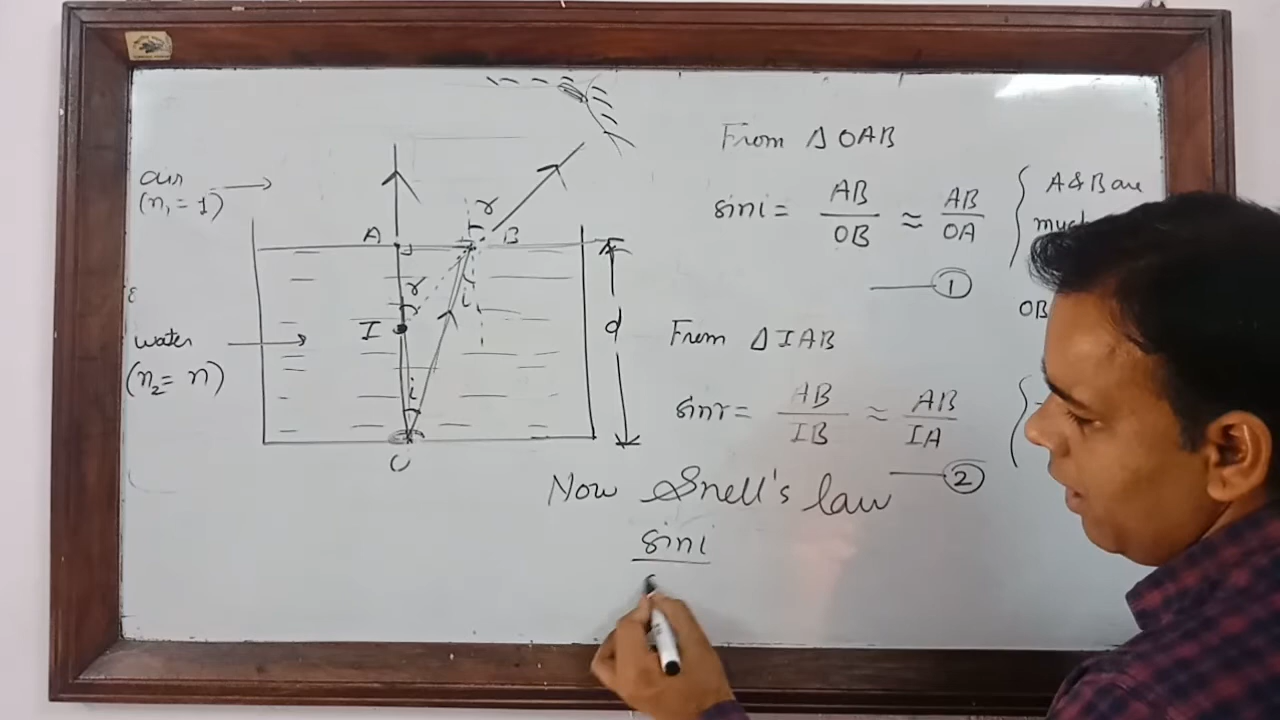 air
(n₁ = 1)
water
(n₂ = n)
A
B
r
r
i
I
i
d
O
From Δ OAB
sin i = AB/OB ≈ AB/OA
A & B are
①
OB
From Δ IAB
sin r = AB/IB ≈ AB/IA
②
Now Snell's law
sin i